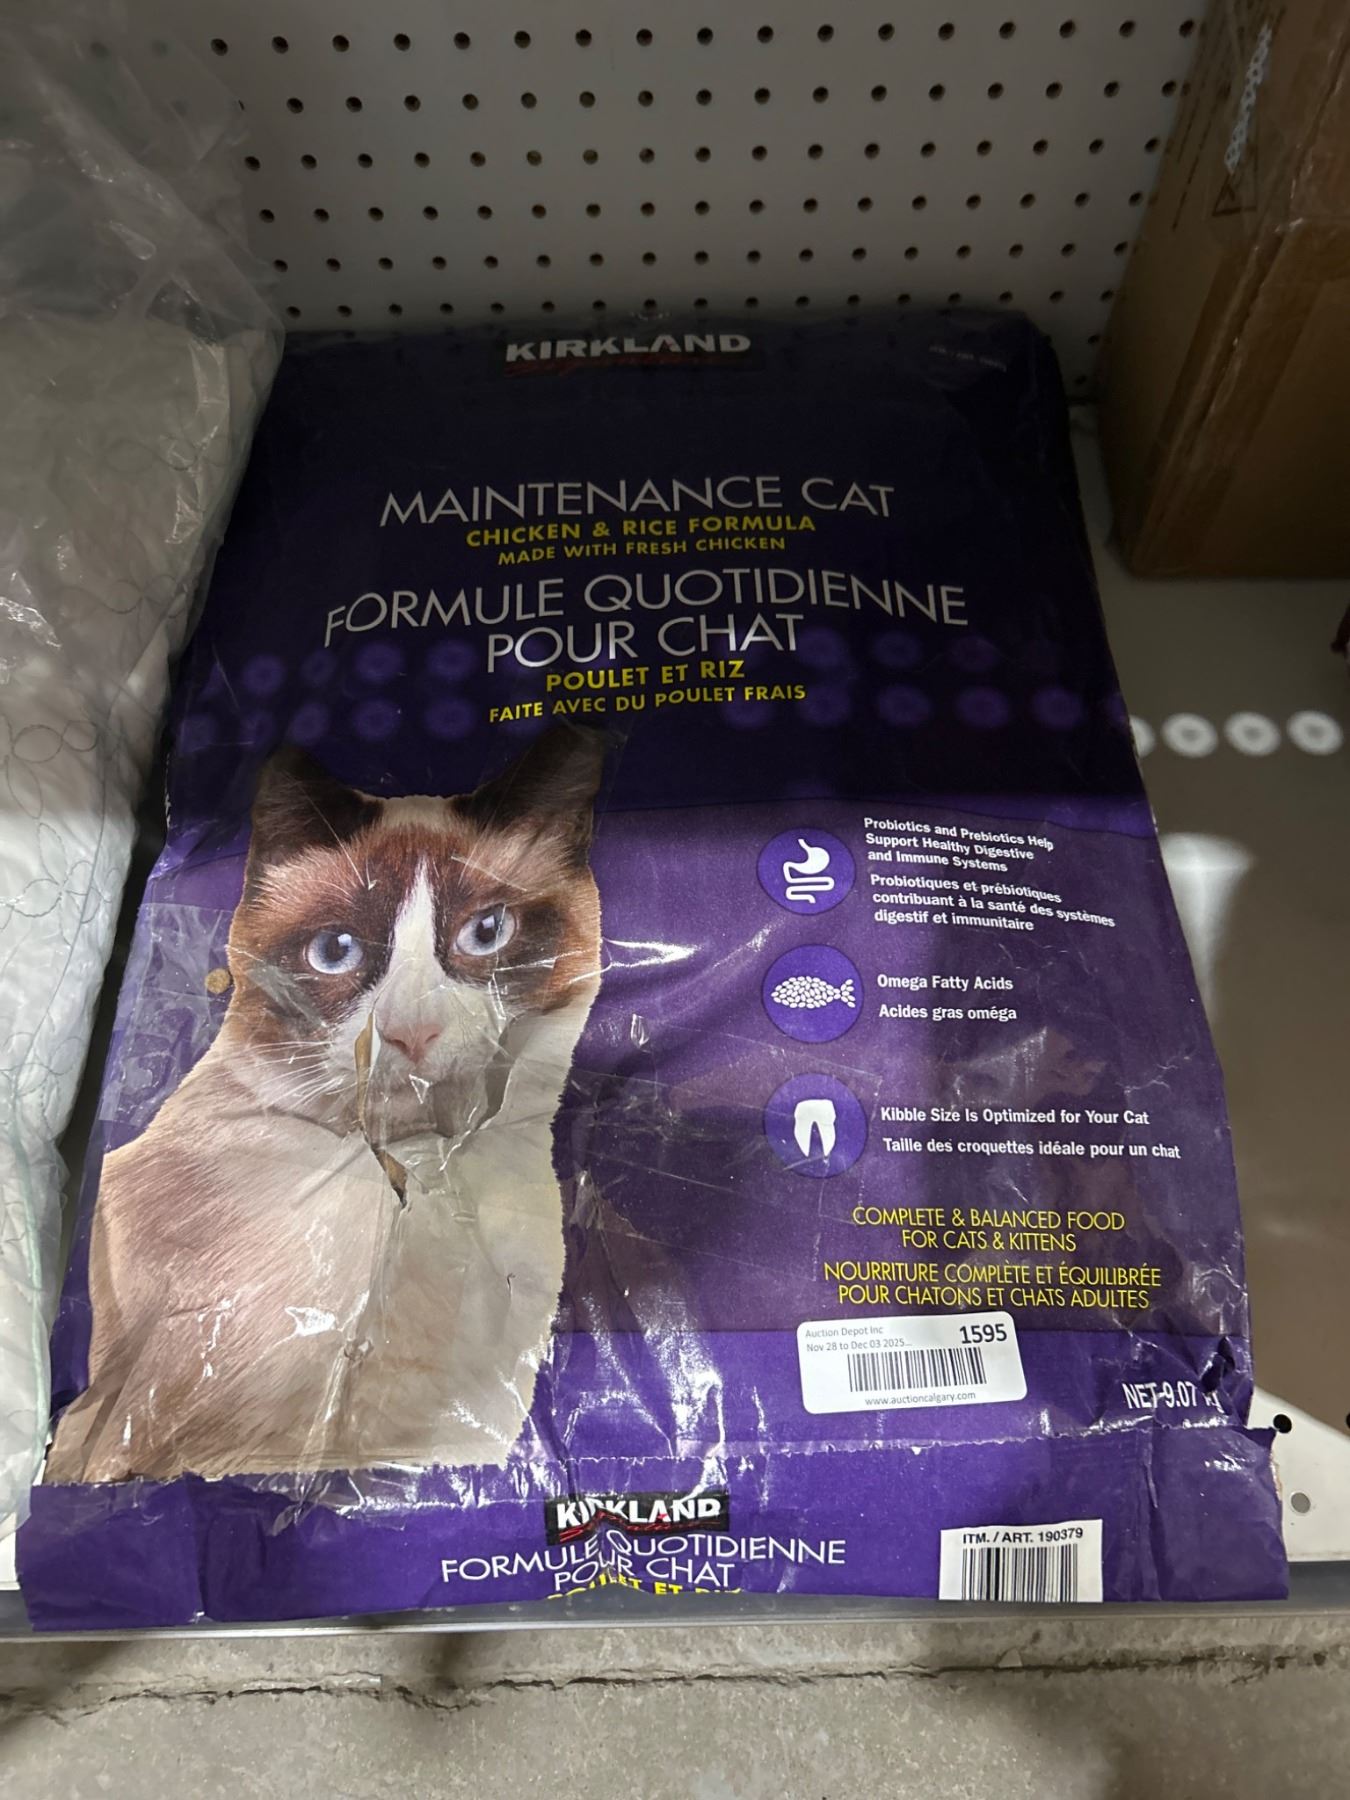 KIRKLAND
MAINTENANCE CAT
CHICKEN & RICE FORMULA
MADE WITH FRESH CHICKEN
FORMULE QUOTIDIENNE
POUR CHAT
POULET ET RIZ
FAITE AVEC DU POULET FRAIS
Probiotics and Prebiotics Help
Support Healthy Digestive
and Immune Systems
Probiotiques et prébiotiques
contribuant à la santé des systèmes
digestif et immunitaire
Omega Fatty Acids
Acides gras oméga
Kibble Size Is Optimized for Your Cat
Taille des croquettes idéale pour un chat
COMPLETE & BALANCED FOOD
FOR CATS & KITTENS
NOURRITURE COMPLÈTE ET ÉQUILIBRÉE
POUR CHATONS ET CHATS ADULTES
Auction Depot Inc 1595
Nov 28 to Dec 03 2025...
www.auctioncalgary.com
NET 9.07
KIRKLAND
FORMULE QUOTIDIENNE
POUR CHAT
ITM. / ART. 190379